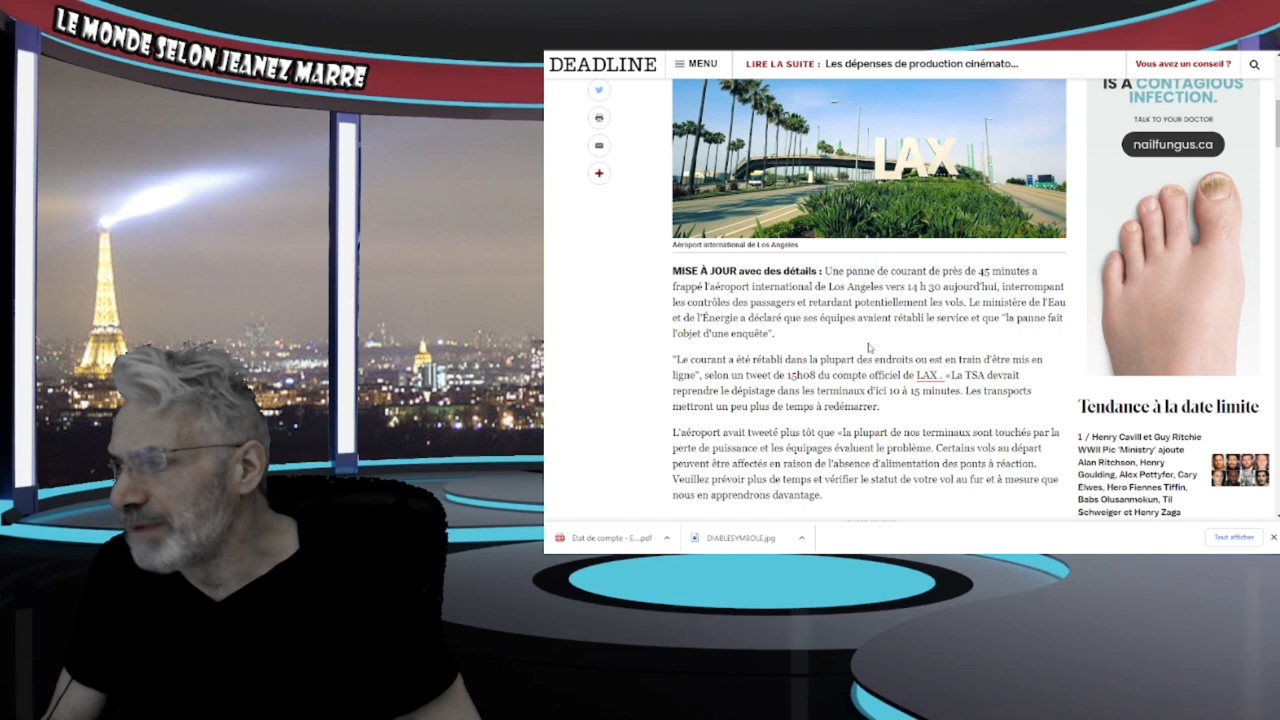 LE MONDE SELON JEANEZ MARRE
DEADLINE
MENU
LIRE LA SUITE : Les dépenses de production cinémato...
Vous avez un conseil ?
IS A CONTAGIOUS
INFECTION.
TALK TO YOUR DOCTOR
nailfungus.ca
LAX
Aéroport international de Los Angeles
MISE À JOUR avec des détails : Une panne de courant de près de 45 minutes a
frappé l'aéroport international de Los Angeles vers 14 h 30 aujourd'hui, interrompant
les contrôles des passagers et retardant potentiellement les vols. Le ministère de l'Eau
et de l'Énergie a déclaré que ses équipes avaient rétabli le service et que "la panne fait
l'objet d'une enquête".
"Le courant a été rétabli dans la plupart des endroits ou est en train d'être mis en
ligne", selon un tweet de 15h08 du compte officiel de LAX . «La TSA devrait
reprendre le dépistage dans les terminaux d'ici 10 à 15 minutes. Les transports
mettront un peu plus de temps à redémarrer.
L'aéroport avait tweeté plus tôt que «la plupart de nos terminaux sont touchés par la
perte de puissance et les équipages évaluent le problème. Certains vols au départ
peuvent être affectés en raison de l'absence d'alimentation des ponts à réaction.
Veuillez prévoir plus de temps et vérifier le statut de votre vol au fur et à mesure que
nous en apprendrons davantage.
Tendance à la date limite
1 / Henry Cavill et Guy Ritchie
WWII Pic 'Ministry' ajoute
Alan Ritchson, Henry
Goulding, Alex Pettyfer, Cary
Elwes, Hero Fiennes Tiffin,
Babs Olusanmokun, Til
Schweiger et Henry Zaga
État de compte - E....pdf
DIABLESYMBOLE.jpg
Tout afficher